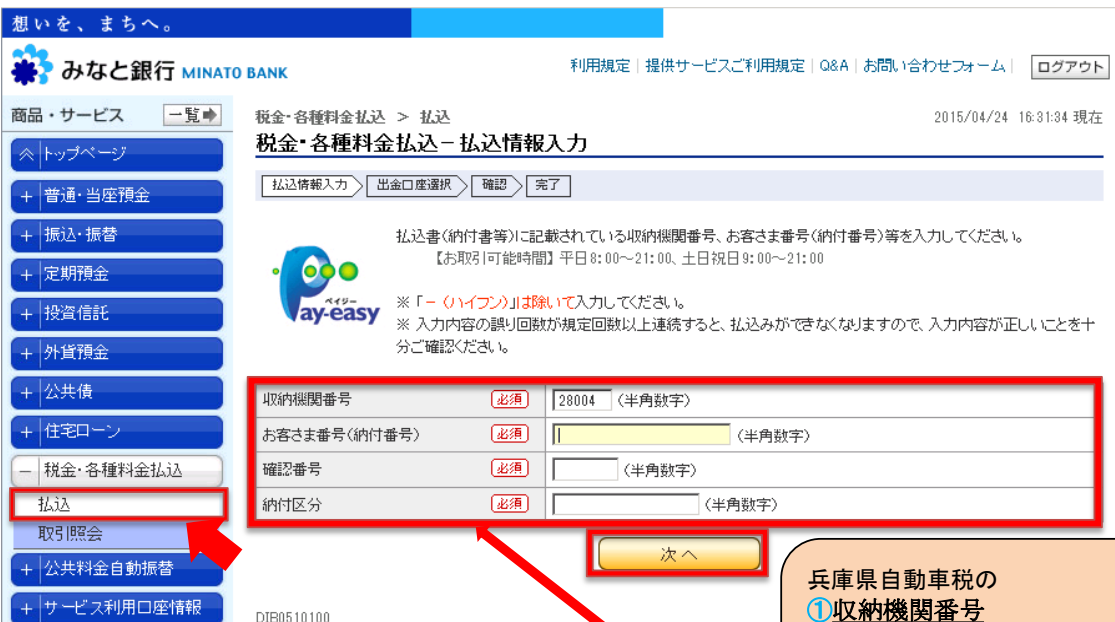 想いを、まちへ。
みなと銀行 MINATO BANK
利用規定｜提供サービスご利用規定｜Q&A｜お問い合わせフォーム｜ ログアウト
商品・サービス 一覧
税金・各種料金払込 ＞ 払込
2015/04/24 16:31:34 現在
税金・各種料金払込－払込情報入力
払込情報入力 出金口座選択 確認 完了
トップページ
＋ 普通・当座預金
＋ 振込・振替
＋ 定期預金
＋ 投資信託
＋ 外貨預金
＋ 公共債
＋ 住宅ローン
－ 税金・各種料金払込
払込
取引照会
＋ 公共料金自動振替
＋ サービス利用口座情報
ペイジー
Pay-easy
払込書(納付書等)に記載されている収納機関番号、お客さま番号(納付番号)等を入力してください。
【お取引可能時間】平日8:00～21:00、土日祝日9:00～21:00
※「－（ハイフン）」は除いて入力してください。
※ 入力内容の誤り回数が規定回数以上連続すると、払込みができなくなりますので、入力内容が正しいことを十
分ご確認ください。
収納機関番号 必須 28004 (半角数字)
お客さま番号(納付番号) 必須 (半角数字)
確認番号 必須 (半角数字)
納付区分 必須 (半角数字)
次へ
DIB0510100
兵庫県自動車税の
①収納機関番号